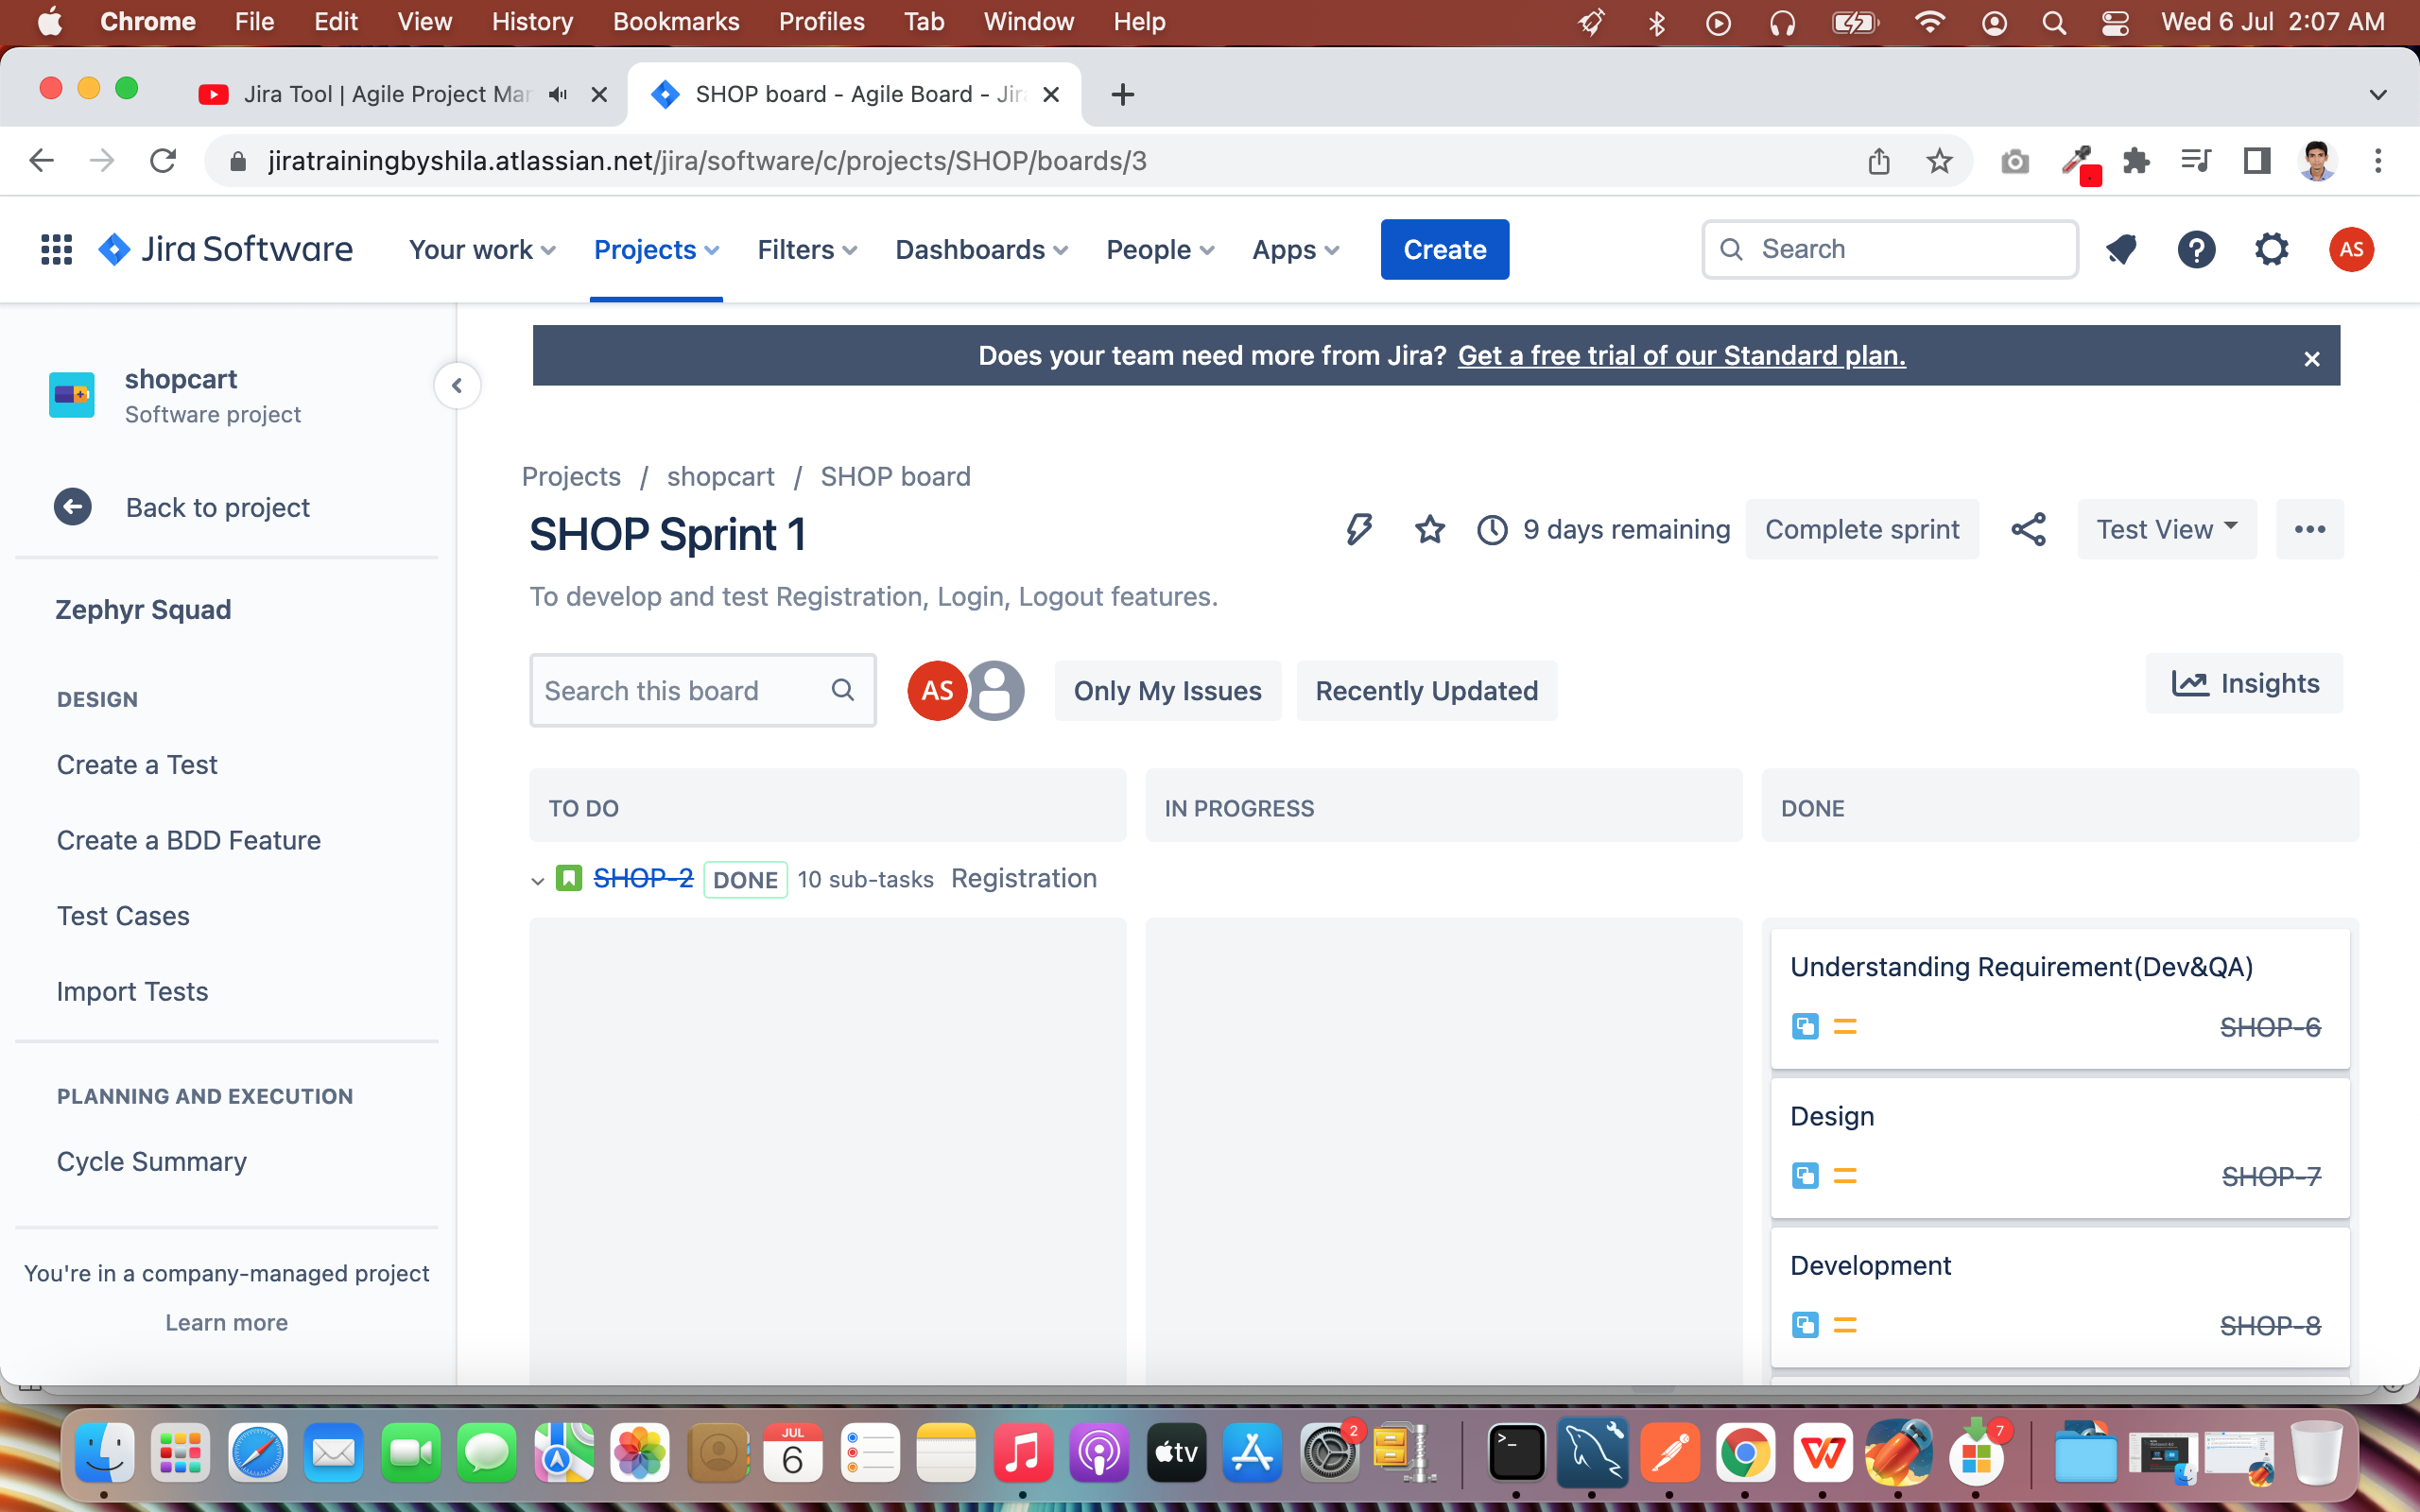 Chrome File Edit View History Bookmarks Profiles Tab Window Help Wed 6 Jul 2:07 AM
Jira Tool | Agile Project Mar SHOP board - Agile Board - Jir
jiratrainingbyshila.atlassian.net/jira/software/c/projects/SHOP/boards/3
Jira Software Your work Projects Filters Dashboards People Apps Create Search ? AS
Does your team need more from Jira? Get a free trial of our Standard plan.
shopcart
Software project
Back to project
Zephyr Squad
DESIGN
Create a Test
Create a BDD Feature
Test Cases
Import Tests
PLANNING AND EXECUTION
Cycle Summary
You're in a company-managed project
Learn more
Projects / shopcart / SHOP board
SHOP Sprint 1
9 days remaining Complete sprint Test View
To develop and test Registration, Login, Logout features.
Search this board AS Only My Issues Recently Updated Insights
TO DO IN PROGRESS DONE
SHOP-2 DONE 10 sub-tasks Registration
Understanding Requirement(Dev&QA)
SHOP-6
Design
SHOP-7
Development
SHOP-8
JUL
6
tv
2
>_
7